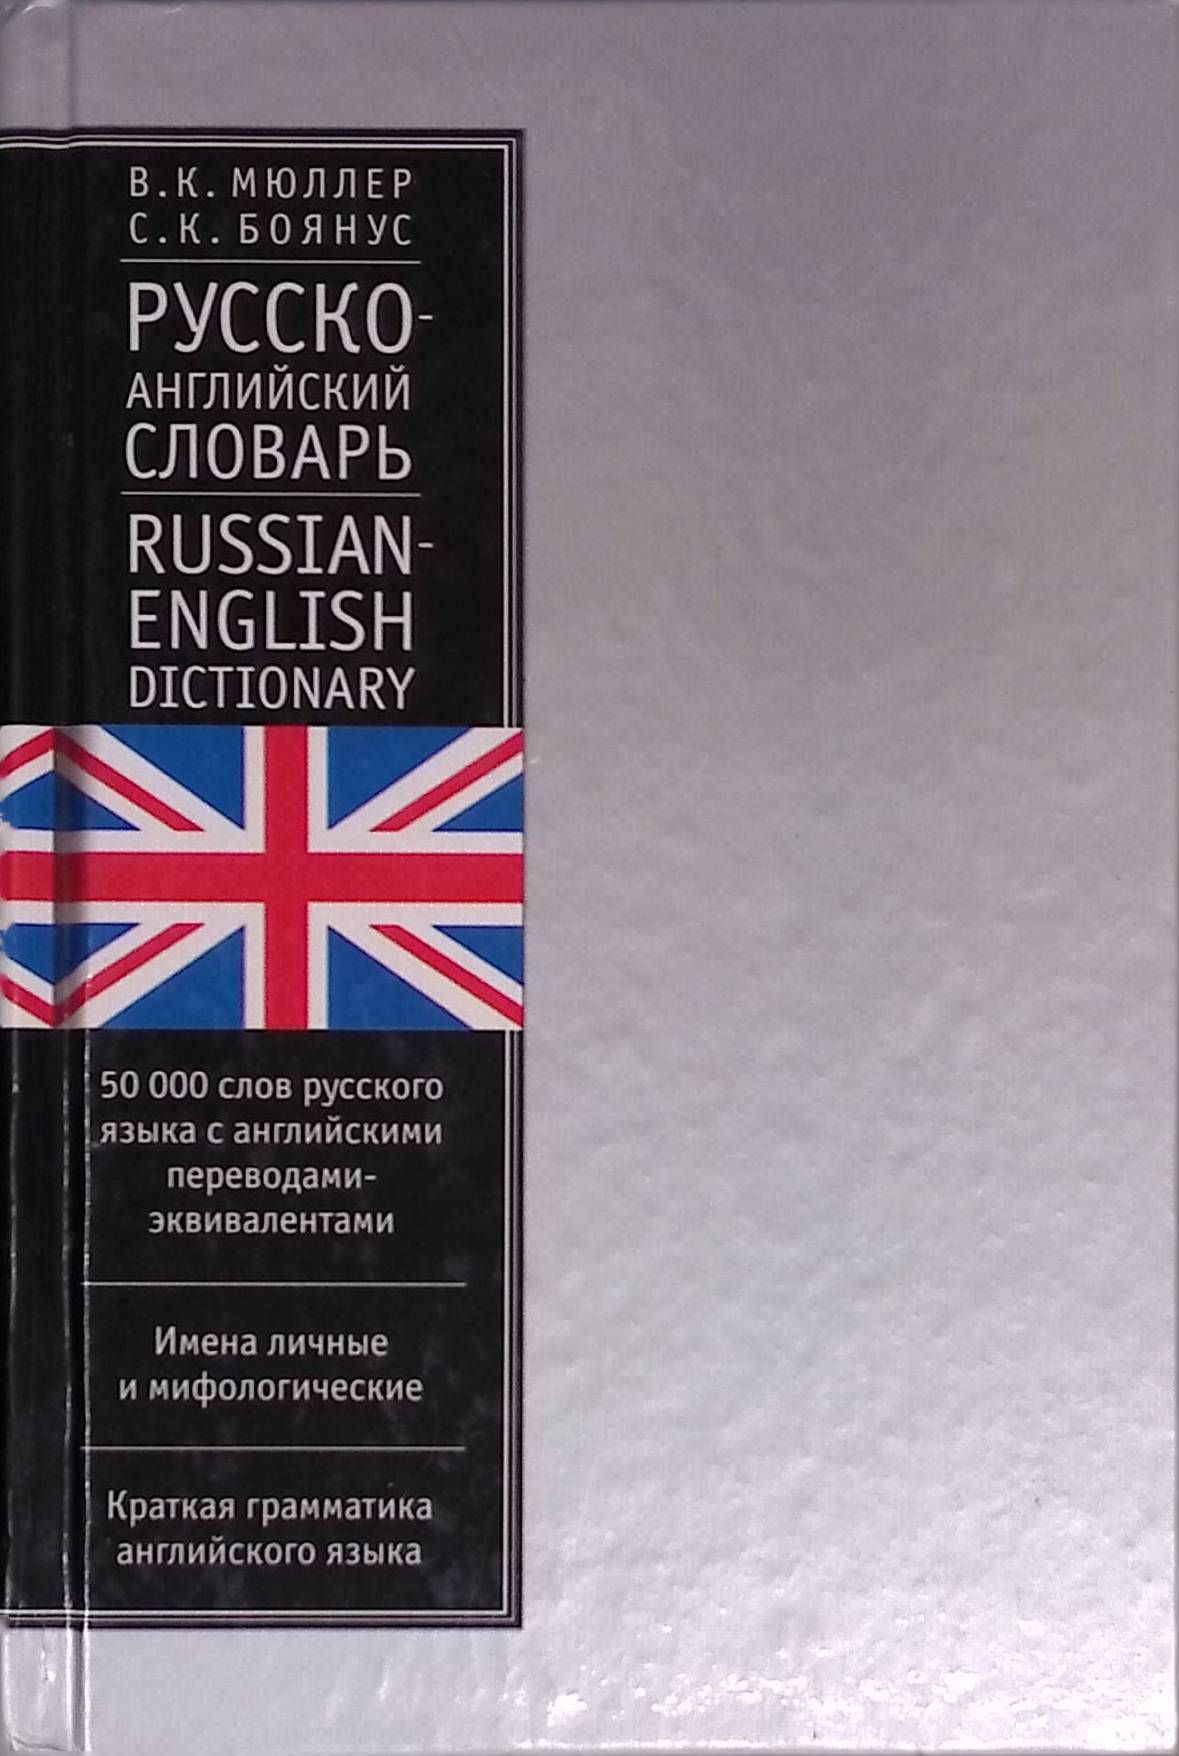 В.К. МЮЛЛЕР
С.К. БОЯНУС
РУССКО-
АНГЛИЙСКИЙ
СЛОВАРЬ
RUSSIAN-
ENGLISH
DICTIONARY
50 000 слов русского
языка с английскими
переводами-
эквивалентами
Имена личные
и мифологические
Краткая грамматика
английского языка